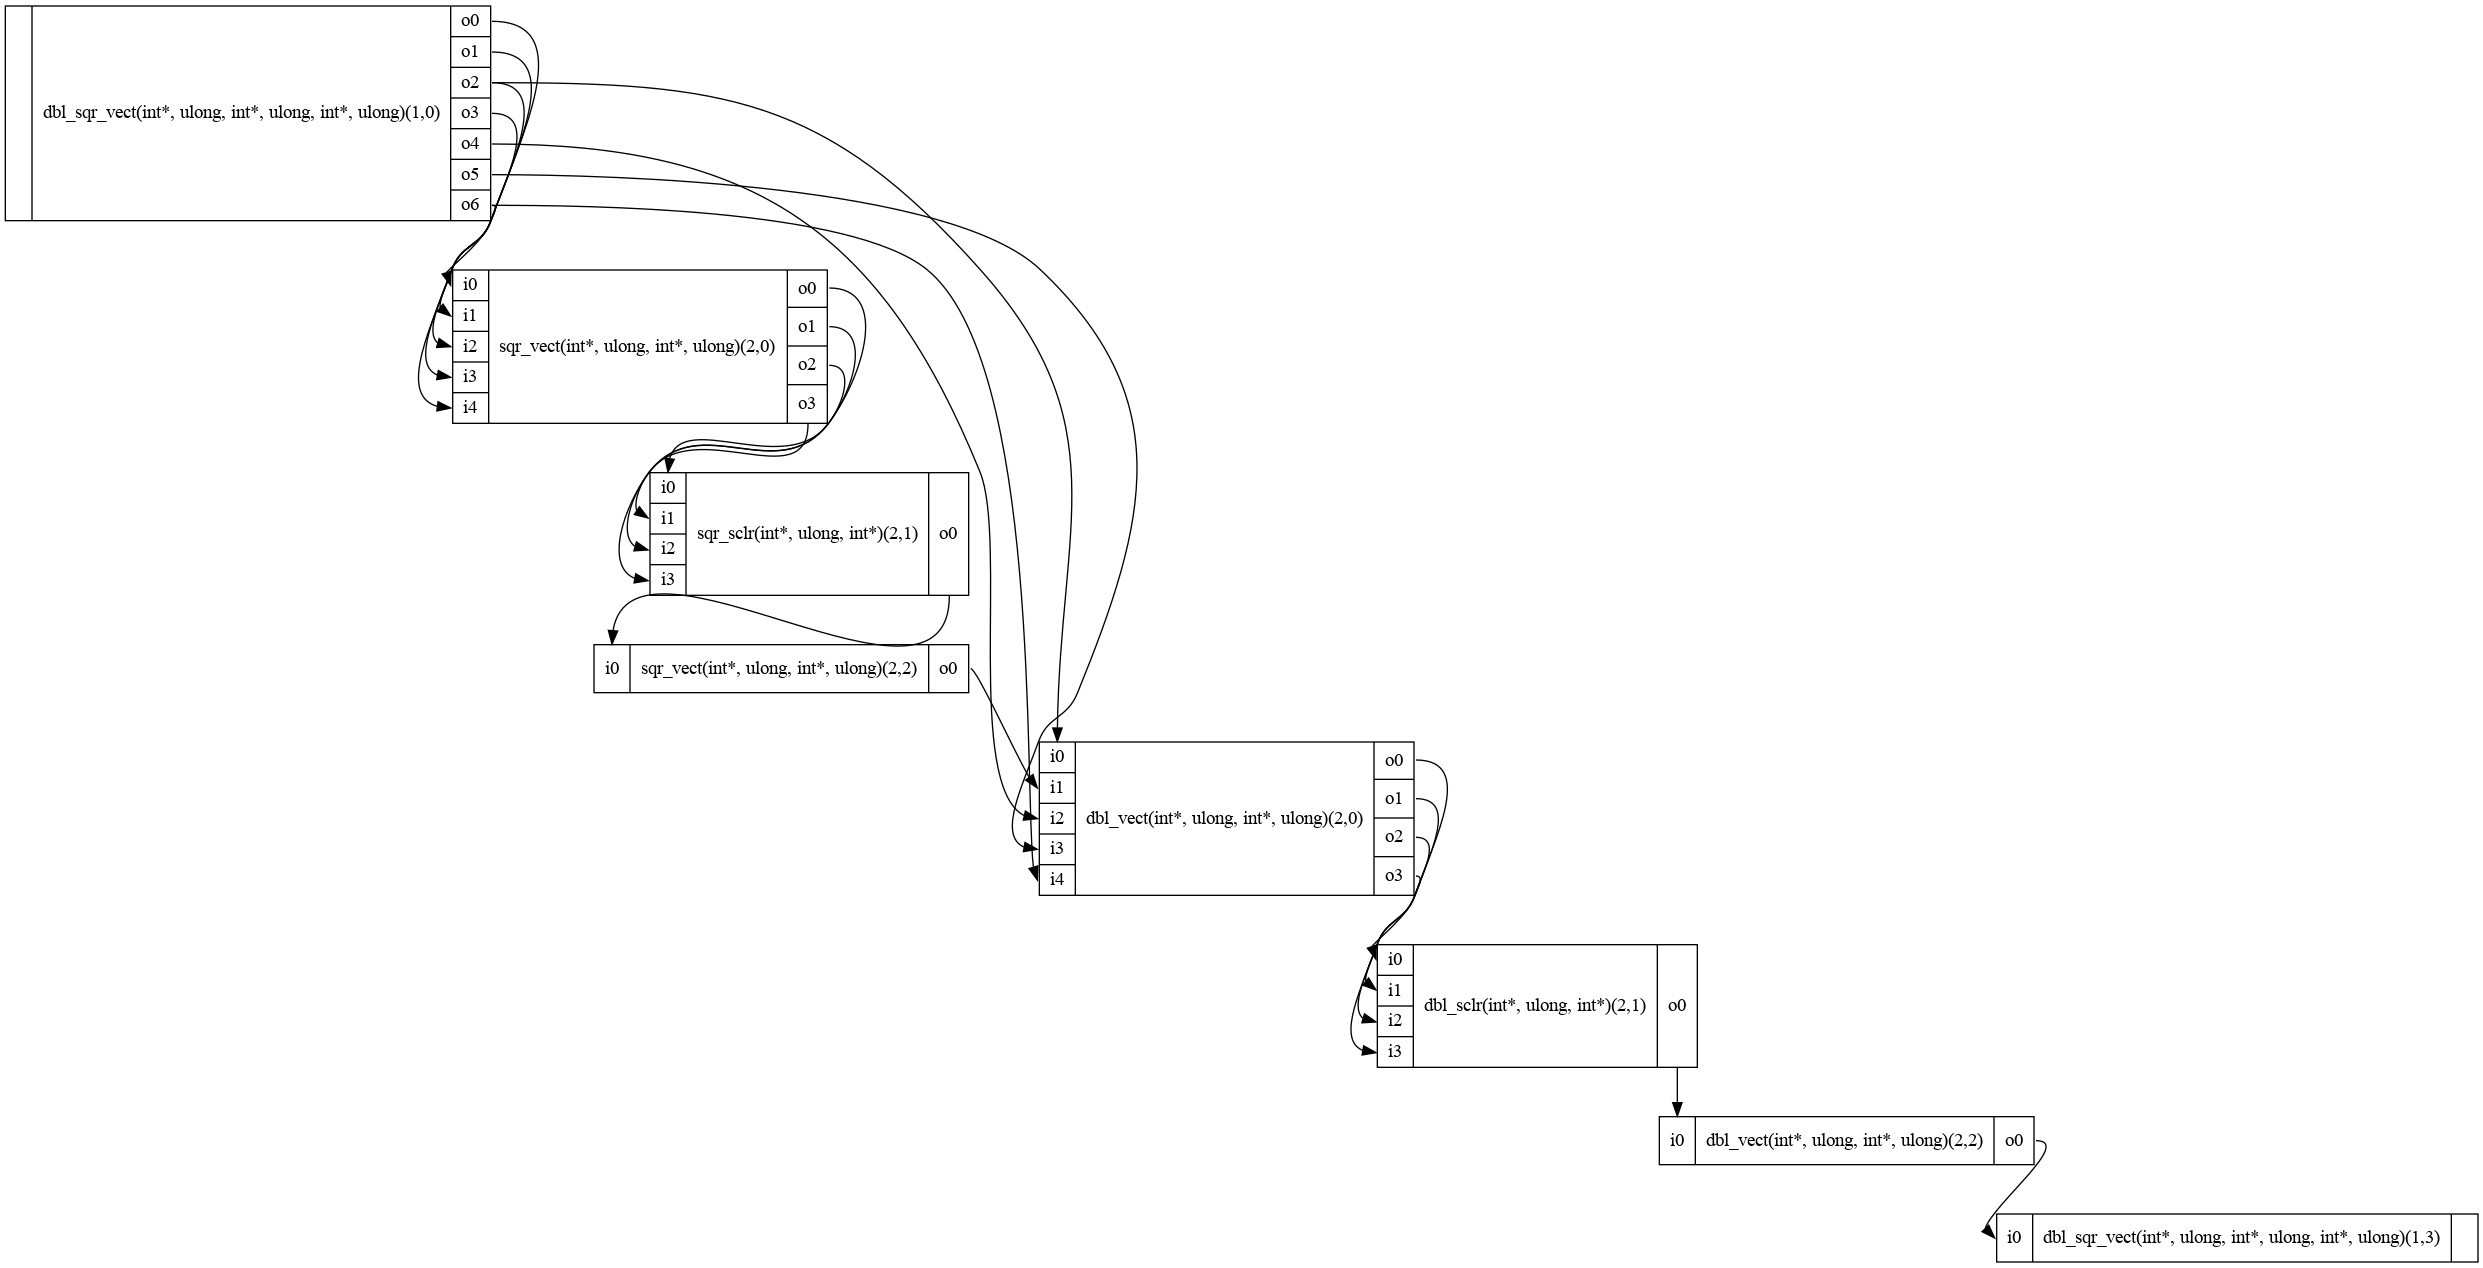 o0
o1
o2
dbl_sqr_vect(int*, ulong, int*, ulong, int*, ulong)(1,0)
o3
o4
o5
o6
i0
i1
i2
i3
i4
sqr_vect(int*, ulong, int*, ulong)(2,0)
o0
o1
o2
o3
i0
i1
i2
i3
sqr_sclr(int*, ulong, int*)(2,1)
o0
i0
sqr_vect(int*, ulong, int*, ulong)(2,2)
o0
i0
i1
i2
i3
i4
dbl_vect(int*, ulong, int*, ulong)(2,0)
o0
o1
o2
o3
i0
i1
i2
i3
dbl_sclr(int*, ulong, int*)(2,1)
o0
i0
dbl_vect(int*, ulong, int*, ulong)(2,2)
o0
i0
dbl_sqr_vect(int*, ulong, int*, ulong, int*, ulong)(1,3)